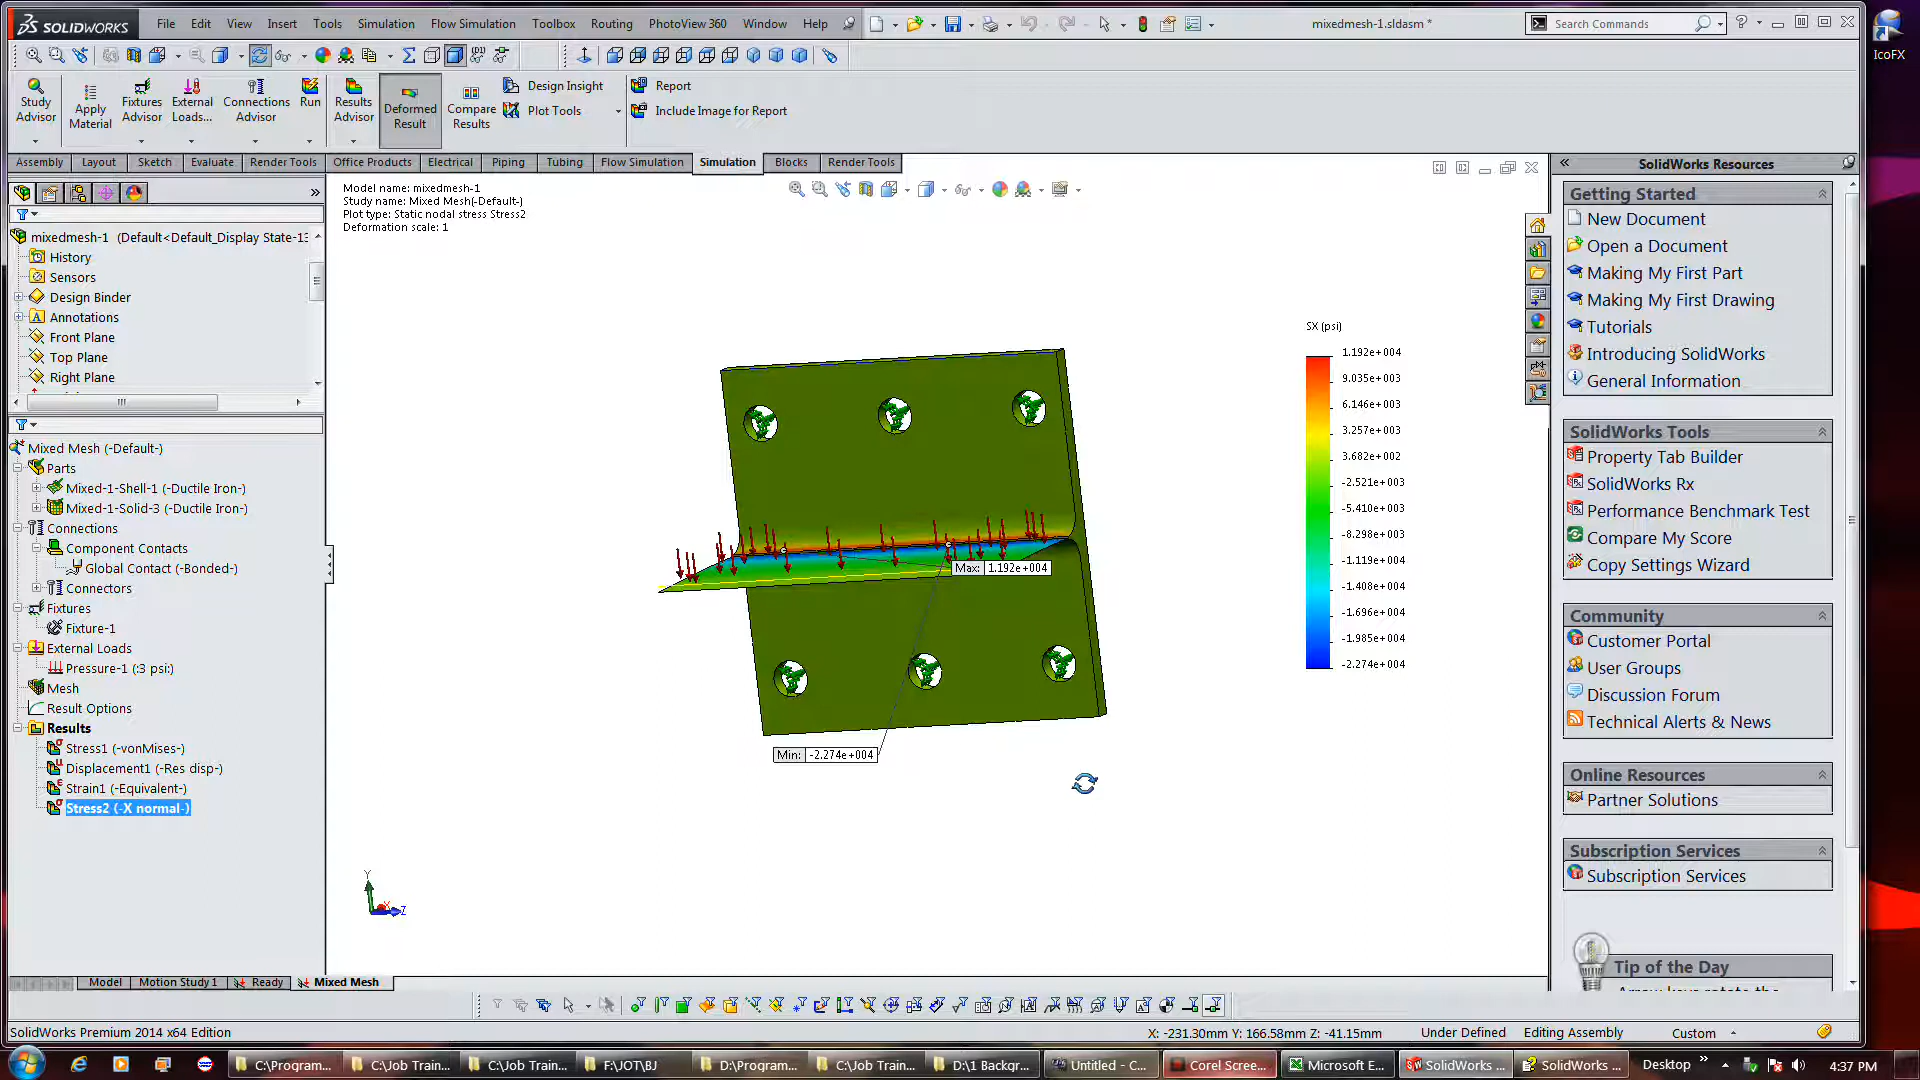 SOLIDWORKS File Edit View Insert Tools Simulation Flow Simulation Toolbox Routing PhotoView 360 Window Help mixedmesh-1.sldasm * Search Commands
IcoFX
Study Advisor
Apply Material
Fixtures Advisor
External Loads...
Connections Advisor
Run
Results Advisor
Deformed Result
Compare Results
Design Insight
Plot Tools
Report
Include Image for Report
Assembly Layout Sketch Evaluate Render Tools Office Products Electrical Piping Tubing Flow Simulation Simulation Blocks Render Tools
mixedmesh-1 (Default<Default_Display State-13
History
Sensors
Design Binder
Annotations
Front Plane
Top Plane
Right Plane
Mixed Mesh (-Default-)
Parts
Mixed-1-Shell-1 (-Ductile Iron-)
Mixed-1-Solid-3 (-Ductile Iron-)
Connections
Component Contacts
Global Contact (-Bonded-)
Connectors
Fixtures
Fixture-1
External Loads
Pressure-1 (:3 psi:)
Mesh
Result Options
Results
Stress1 (-vonMises-)
Displacement1 (-Res disp-)
Strain1 (-Equivalent-)
Stress2 (-X normal-)
Model name: mixedmesh-1
Study name: Mixed Mesh(-Default-)
Plot type: Static nodal stress Stress2
Deformation scale: 1
Max: 1.192e+004
Min: -2.274e+004
Y
X
Z
SX (psi)
1.192e+004
9.035e+003
6.146e+003
3.257e+003
3.682e+002
-2.521e+003
-5.410e+003
-8.298e+003
-1.119e+004
-1.408e+004
-1.696e+004
-1.985e+004
-2.274e+004
SolidWorks Resources
Getting Started
New Document
Open a Document
Making My First Part
Making My First Drawing
Tutorials
Introducing SolidWorks
General Information
SolidWorks Tools
Property Tab Builder
SolidWorks Rx
Performance Benchmark Test
Compare My Score
Copy Settings Wizard
Community
Customer Portal
User Groups
Discussion Forum
Technical Alerts & News
Online Resources
Partner Solutions
Subscription Services
Subscription Services
Tip of the Day
Model Motion Study 1 Ready Mixed Mesh
SolidWorks Premium 2014 x64 Edition X: -231.30mm Y: 166.58mm Z: -41.15mm Under Defined Editing Assembly Custom
C:\Program... C:\Job Train... C:\Job Train... F:\JOT\BJ D:\Program... C:\Job Train... D:\1 Backgr... Untitled - C... Corel Scree... Microsoft E... SolidWorks ... SolidWorks ... Desktop 4:37 PM